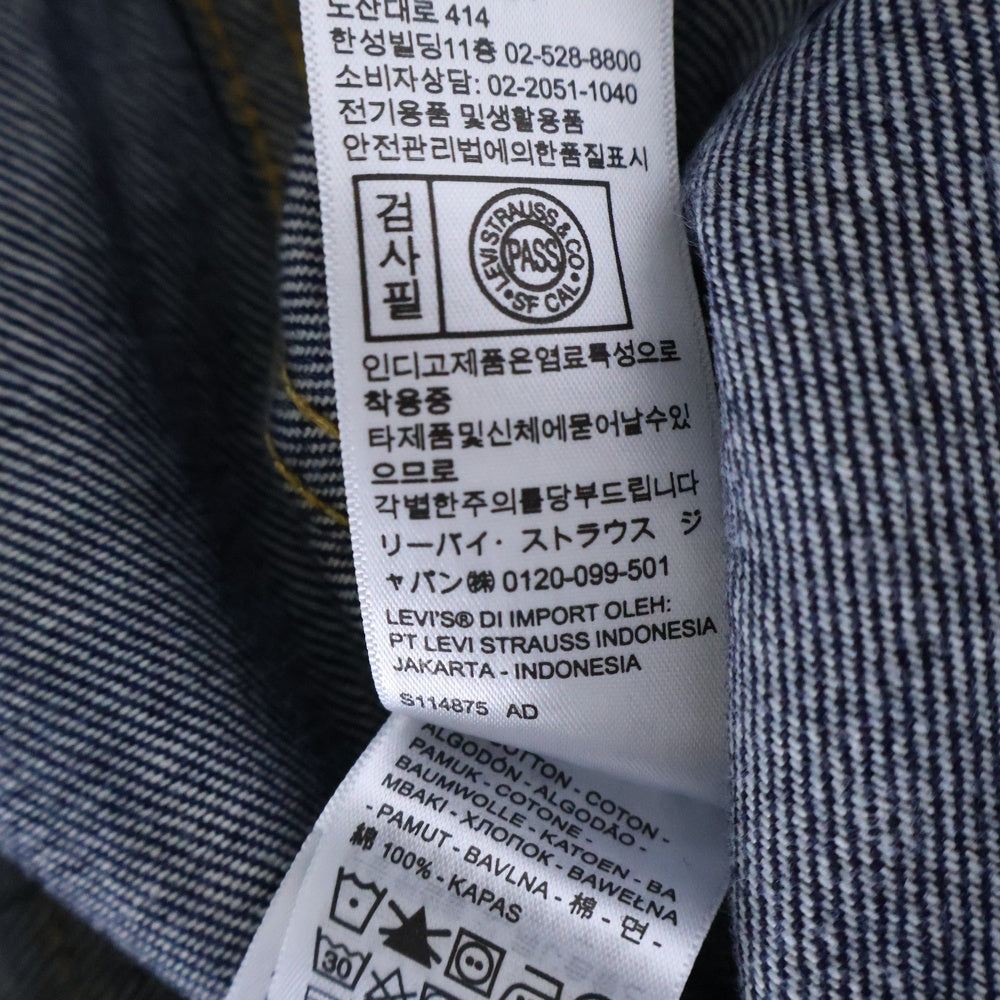 노산대로 414
한성빌딩11층 02-528-8800
소비자상담: 02-2051-1040
전기용품 및생활용품
안전관리법에의한품질표시
검사필
LEVI STRAUSS & CO
PASS
SF CAL
인디고제품은염료특성으로
착용중
타제품및신체에묻어날수있
으므로
각별한주의를당부드립니다
リーバイ・ストラウス ジ
ャパン㈱ 0120-099-501
LEVI'S® DI IMPORT OLEH:
PT LEVI STRAUSS INDONESIA
JAKARTA - INDONESIA
S114875 AD
COTTON - COTON -
ALGODÓN - ALGODÃO -
PAMUK - COTONE -
BAUMWOLLE - KATOEN - BA
MBAKI - ХЛОПОК - BAWEŁNA
- PAMUT - BAVLNA - 棉 - 면 -
綿 100% - KAPAS
30